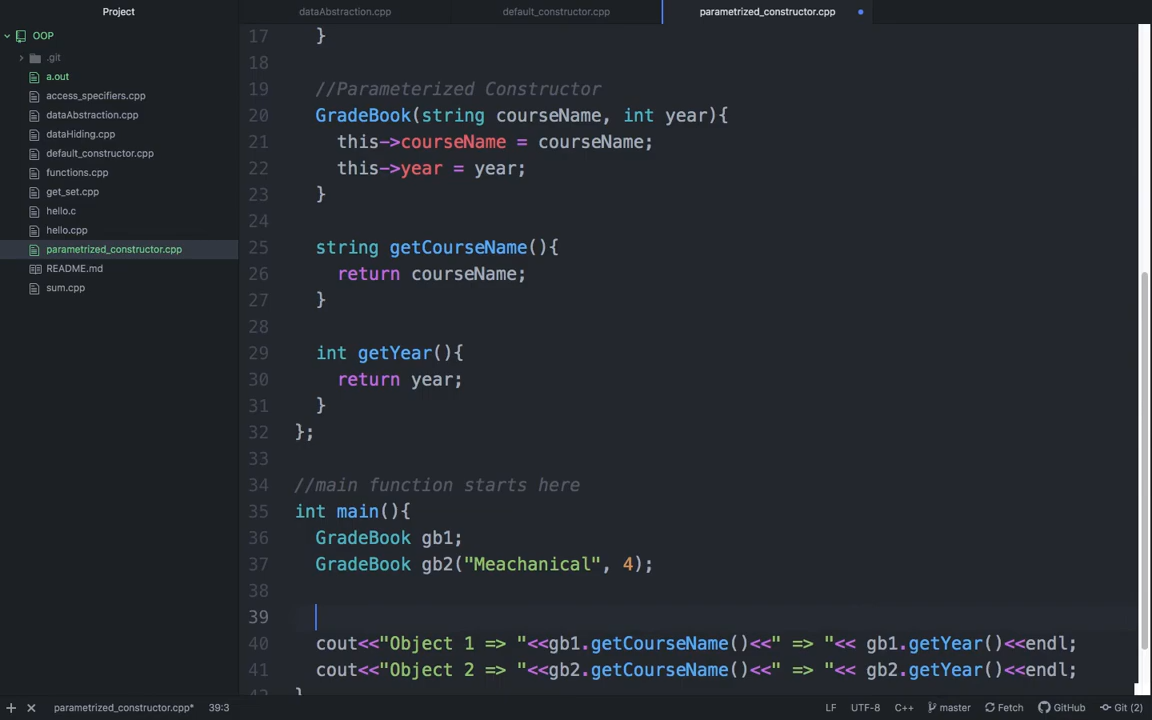 Project
dataAbstraction.cpp
default_constructor.cpp
parametrized_constructor.cpp
OOP
.git
a.out
access_specifiers.cpp
dataAbstraction.cpp
dataHiding.cpp
default_constructor.cpp
functions.cpp
get_set.cpp
hello.c
hello.cpp
parametrized_constructor.cpp
README.md
sum.cpp
17 }
18
19 //Parameterized Constructor
20 GradeBook(string courseName, int year){
21 this->courseName = courseName;
22 this->year = year;
23 }
24
25 string getCourseName(){
26 return courseName;
27 }
28
29 int getYear(){
30 return year;
31 }
32 };
33
34 //main function starts here
35 int main(){
36 GradeBook gb1;
37 GradeBook gb2("Meachanical", 4);
38
39
40 cout<<"Object 1 => "<<gb1.getCourseName()<<" => "<< gb1.getYear()<<endl;
41 cout<<"Object 2 => "<<gb2.getCourseName()<<" => "<< gb2.getYear()<<endl;
42 }
parametrized_constructor.cpp* 39:3 LF UTF-8 C++ master Fetch GitHub Git (2)